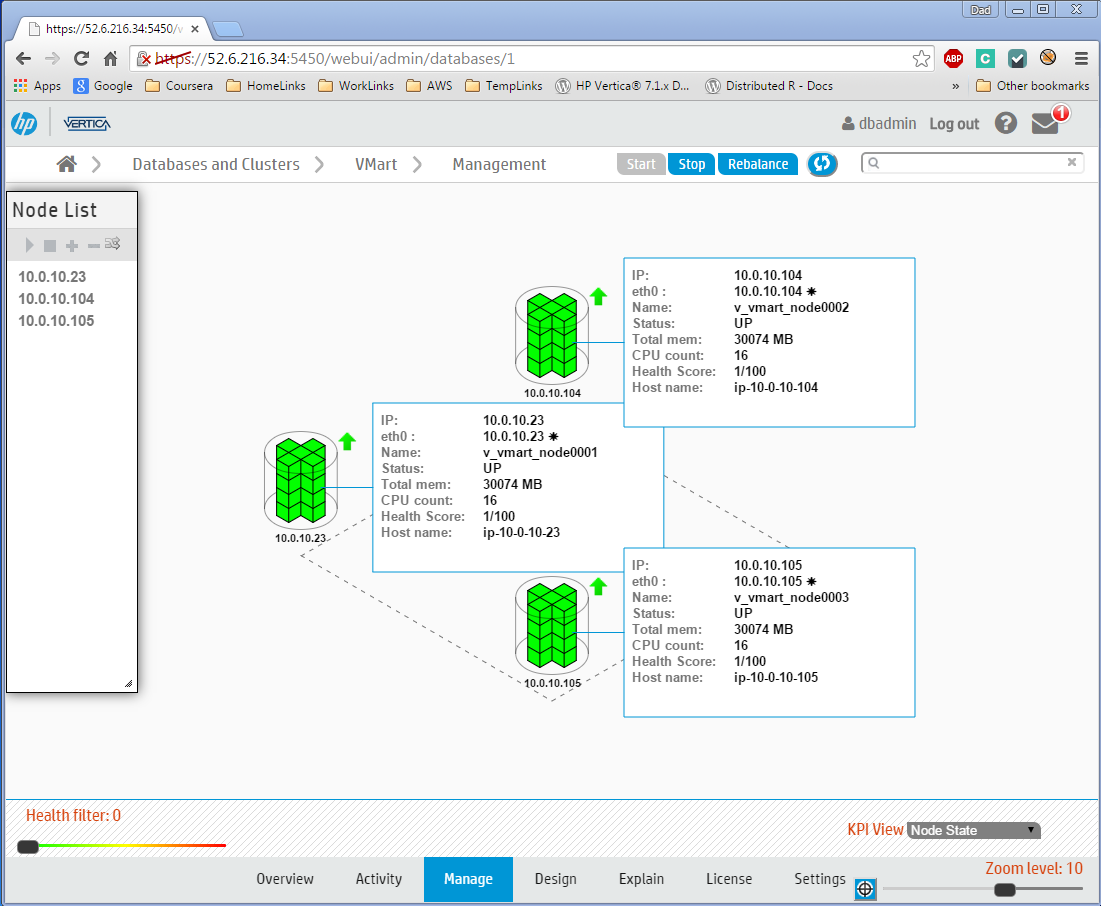 Dad
https://52.6.216.34:5450/v
https://52.6.216.34:5450/webui/admin/databases/1
ABP
C
Apps Google Coursera HomeLinks WorkLinks AWS TempLinks HP Vertica® 7.1.x D... Distributed R - Docs » Other bookmarks
hp VERTICA dbadmin Log out ? 1
Databases and Clusters VMart Management Start Stop Rebalance
Node List
10.0.10.23
10.0.10.104
10.0.10.105
IP: 10.0.10.104
eth0 : 10.0.10.104 ✷
Name: v_vmart_node0002
Status: UP
Total mem: 30074 MB
CPU count: 16
Health Score: 1/100
Host name: ip-10-0-10-104
10.0.10.104
IP: 10.0.10.23
eth0 : 10.0.10.23 ✷
Name: v_vmart_node0001
Status: UP
Total mem: 30074 MB
CPU count: 16
Health Score: 1/100
Host name: ip-10-0-10-23
10.0.10.23
IP: 10.0.10.105
eth0 : 10.0.10.105 ✷
Name: v_vmart_node0003
Status: UP
Total mem: 30074 MB
CPU count: 16
Health Score: 1/100
Host name: ip-10-0-10-105
10.0.10.105
Health filter: 0
KPI View Node State
Overview Activity Manage Design Explain License Settings
Zoom level: 10